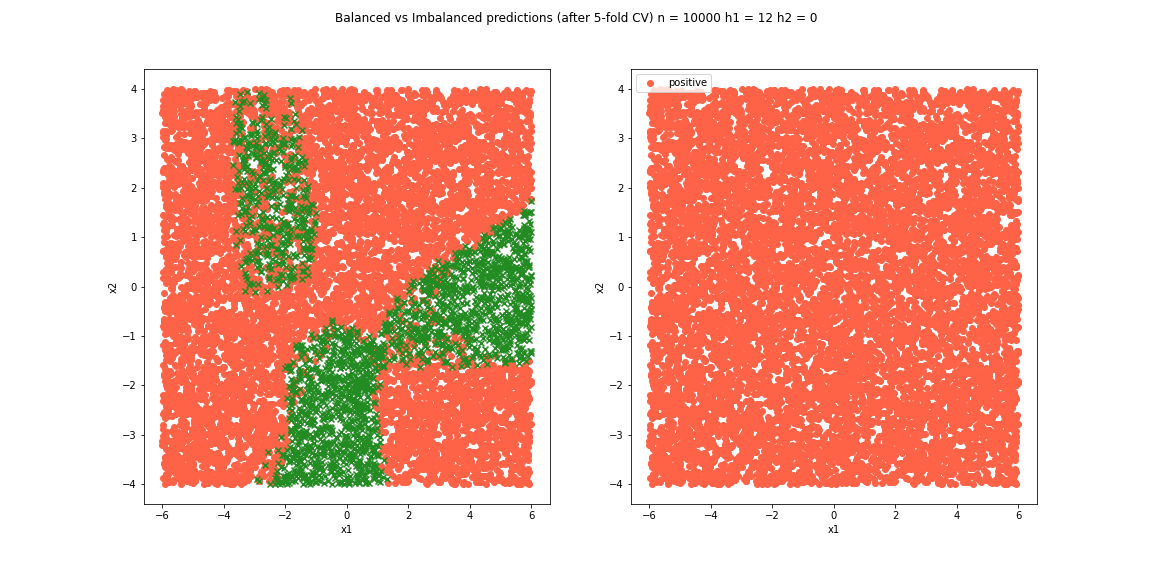 Balanced vs Imbalanced predictions (after 5-fold CV) n = 10000 h1 = 12 h2 = 0
4
3
2
1
0
−1
−2
−3
−4
x2
−6 −4 −2 0 2 4 6
x1
positive
4
3
2
1
0
−1
−2
−3
−4
x2
−6 −4 −2 0 2 4 6
x1